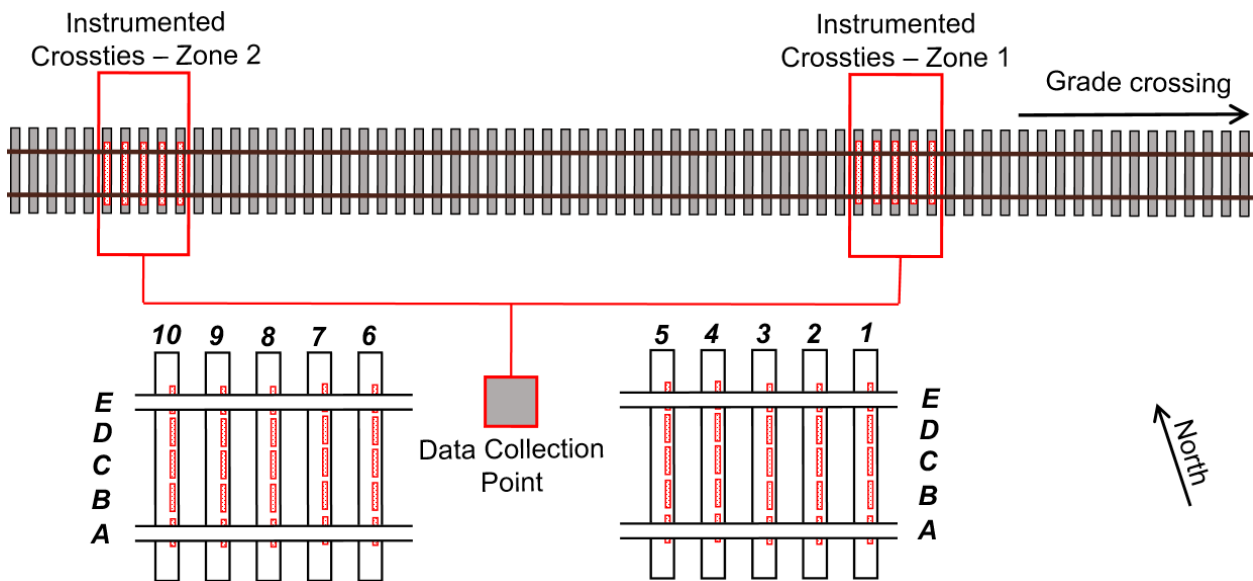 Instrumented
Crossties – Zone 2
Instrumented
Crossties – Zone 1
Grade crossing
10 9 8 7 6
5 4 3 2 1
E
D
C
B
A
Data Collection
Point
E
D
C
B
A
North